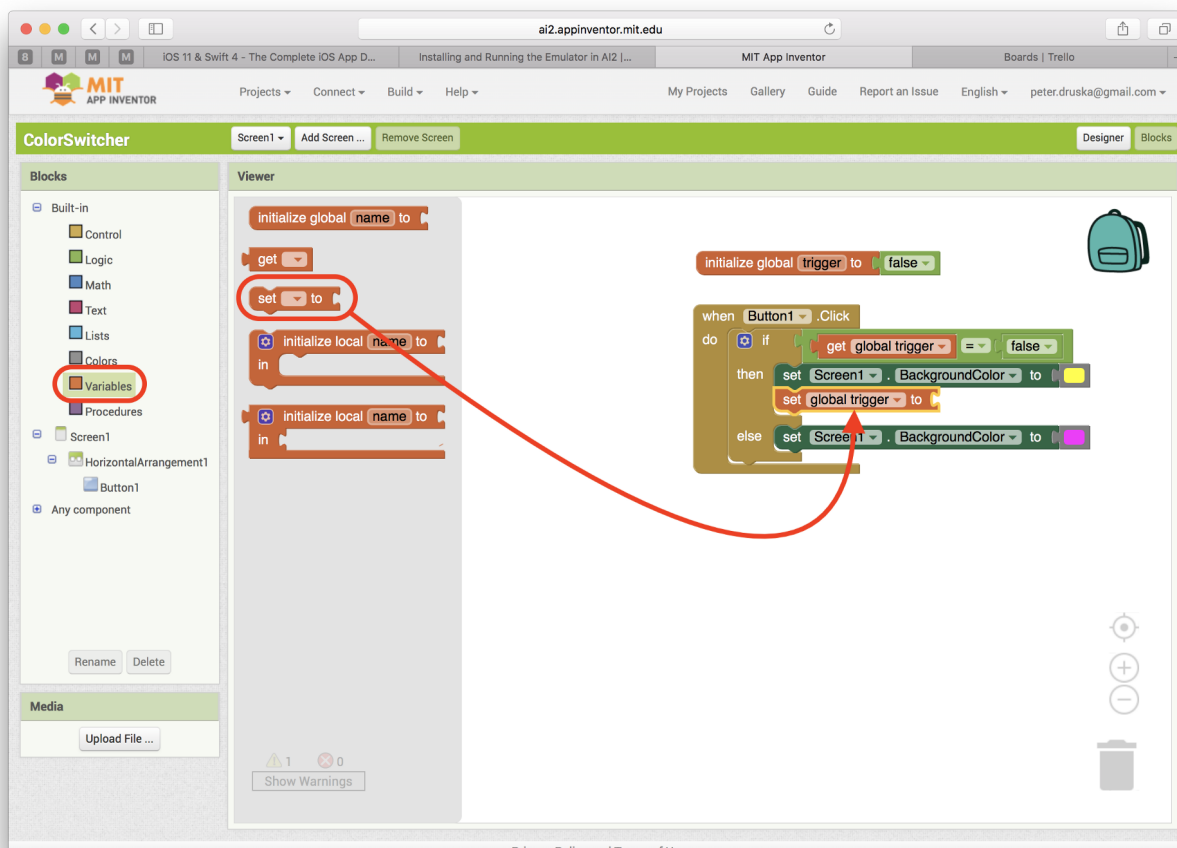 ai2.appinventor.mit.edu
8 M M M iOS 11 & Swift 4 - The Complete iOS App D... Installing and Running the Emulator in AI2 |... MIT App Inventor Boards | Trello
MIT
APP INVENTOR
Projects Connect Build Help My Projects Gallery Guide Report an Issue English peter.druska@gmail.com
ColorSwitcher Screen1 Add Screen ... Remove Screen Designer Blocks
Blocks Viewer
Built-in
Control
Logic
Math
Text
Lists
Colors
Variables
Procedures
Screen1
HorizontalArrangement1
Button1
Any component
Rename Delete
Media
Upload File ...
initialize global name to
get
set to
initialize local name to
in
initialize local name to
in
1 0
Show Warnings
initialize global trigger to false
when Button1 .Click
do if get global trigger = false
then set Screen1 . BackgroundColor to
set global trigger to
else set Screen1 . BackgroundColor to